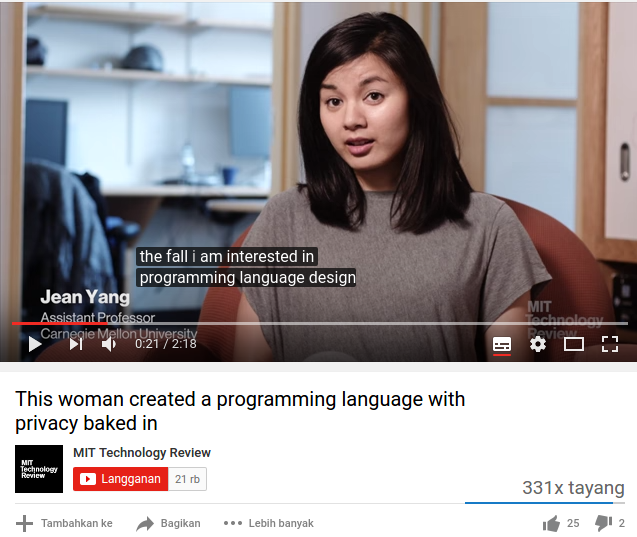 the fall i am interested in
programming language design
Jean Yang
Assistant Professor
Carnegie Mellon University
MIT
Technology
Review
0:21 / 2:18
This woman created a programming language with
privacy baked in
MIT
Technology
Review
MIT Technology Review
Langganan 21 rb
331x tayang
Tambahkan ke Bagikan Lebih banyak 25 2